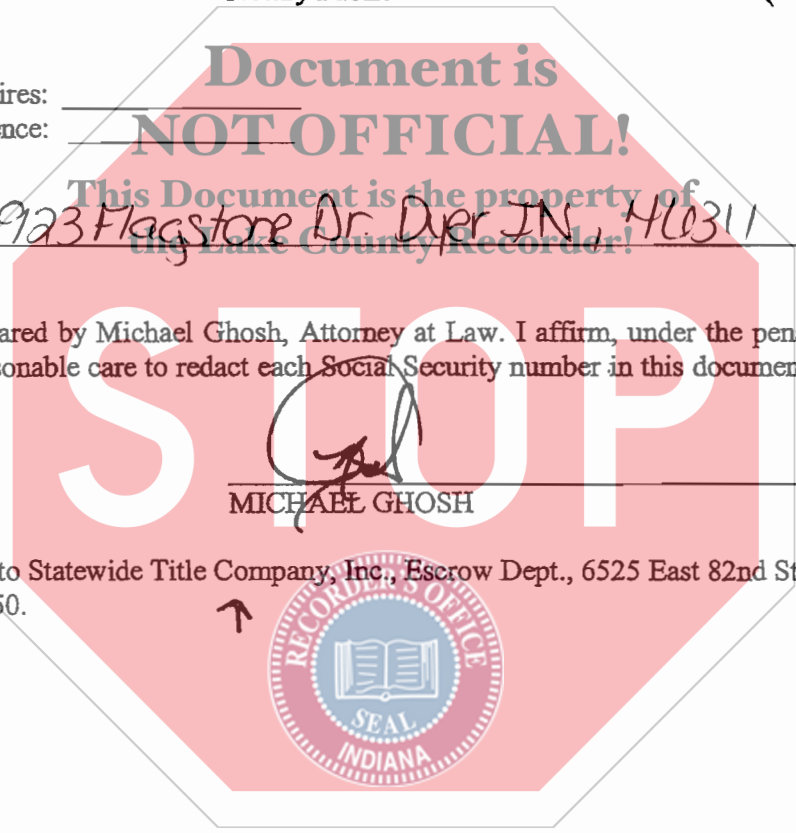 Document is
ires:
NOT OFFICIAL!
ence:
This Document is the property of
923 Flagstone Dr. Dyer IN, 46311
the Lake County Recorder!
ared by Michael Ghosh, Attorney at Law. I affirm, under the pen
sonable care to redact each Social Security number in this documen
STOP
MICHAEL GHOSH
to Statewide Title Company, Inc., Escrow Dept., 6525 East 82nd St
50.
RECORDER'S OFFICE
SEAL
INDIANA